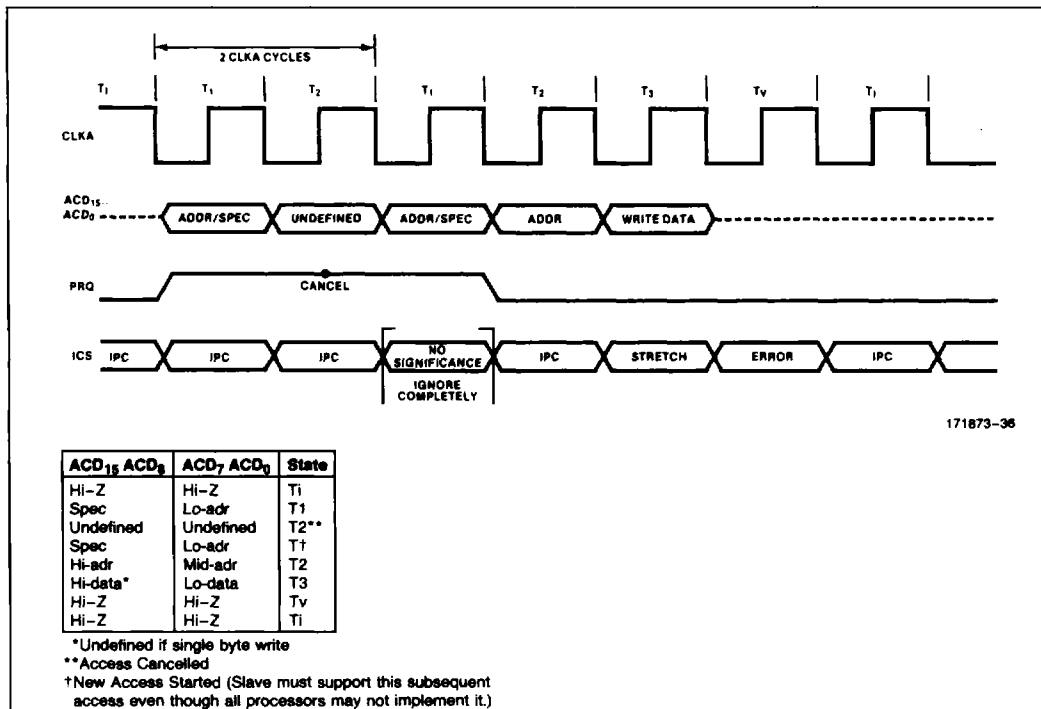 2 CLKA CYCLES
Ti T1 T2 T1 T2 T3 TV Ti
CLKA
ACD15
ACD0
ADDR/SPEC UNDEFINED ADDR/SPEC ADDR WRITE DATA
PRQ
CANCEL
ICS IPC IPC IPC NO SIGNIFICANCE IPC STRETCH ERROR IPC
IGNORE
COMPLETELY
171873-36
ACD15 ACD8 ACD7 ACD0 State
Hi-Z Hi-Z Ti
Spec Lo-adr T1
Undefined Undefined T2**
Spec Lo-adr T†
Hi-adr Mid-adr T2
Hi-data* Lo-data T3
Hi-Z Hi-Z Tv
Hi-Z Hi-Z Ti
*Undefined if single byte write
**Access Cancelled
†New Access Started (Slave must support this subsequent
access even though all processors may not implement it.)